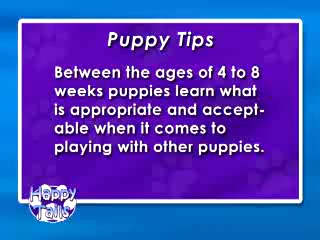 Puppy Tips
Between the ages of 4 to 8
weeks puppies learn what
is appropriate and accept-
able when it comes to
playing with other puppies.
Happy
Tails